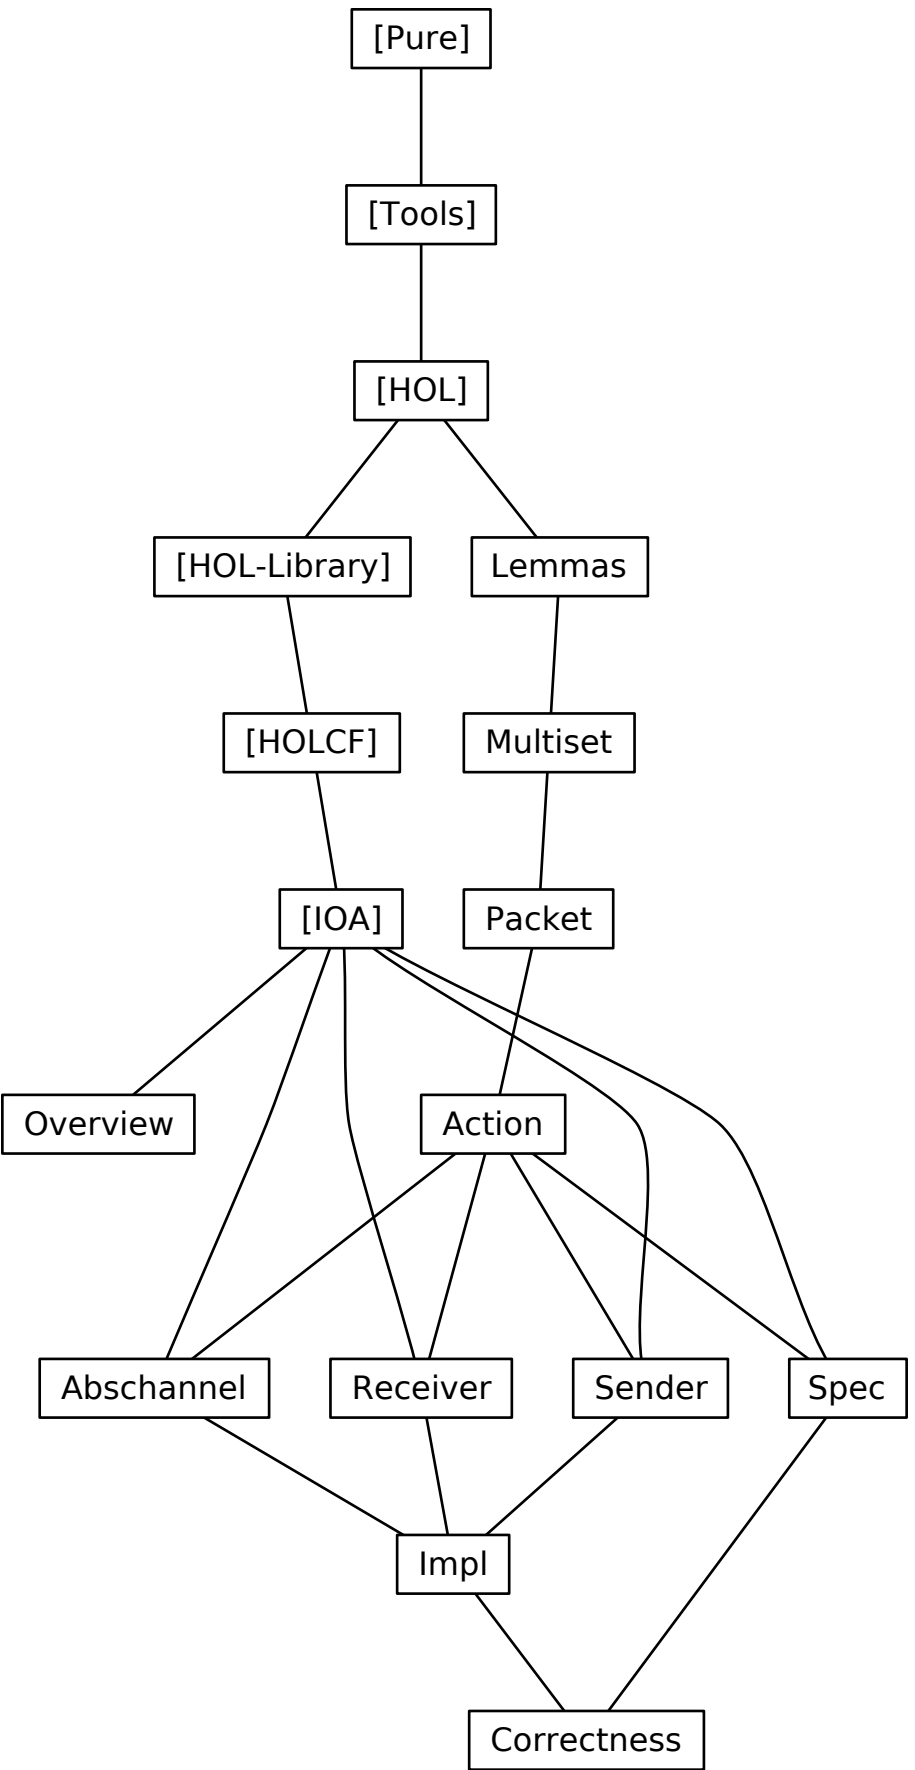 [Pure]
[Tools]
[HOL]
[HOL-Library]
Lemmas
[HOLCF]
Multiset
[IOA]
Packet
Overview
Action
Abschannel
Receiver
Sender
Spec
Impl
Correctness